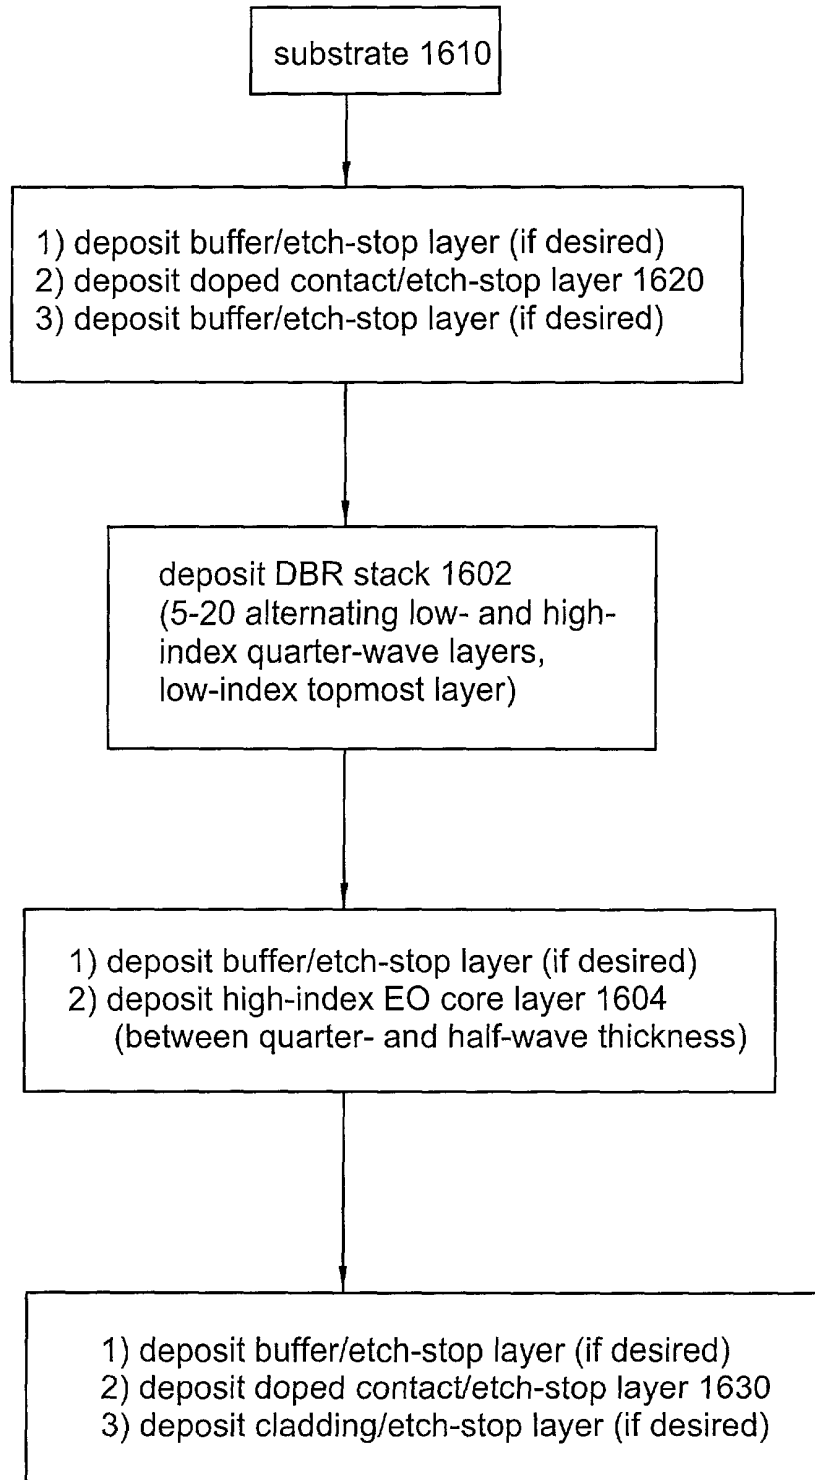 substrate 1610
1) deposit buffer/etch-stop layer (if desired)
2) deposit doped contact/etch-stop layer 1620
3) deposit buffer/etch-stop layer (if desired)
deposit DBR stack 1602
(5-20 alternating low- and high-
index quarter-wave layers,
low-index topmost layer)
1) deposit buffer/etch-stop layer (if desired)
2) deposit high-index EO core layer 1604
(between quarter- and half-wave thickness)
1) deposit buffer/etch-stop layer (if desired)
2) deposit doped contact/etch-stop layer 1630
3) deposit cladding/etch-stop layer (if desired)